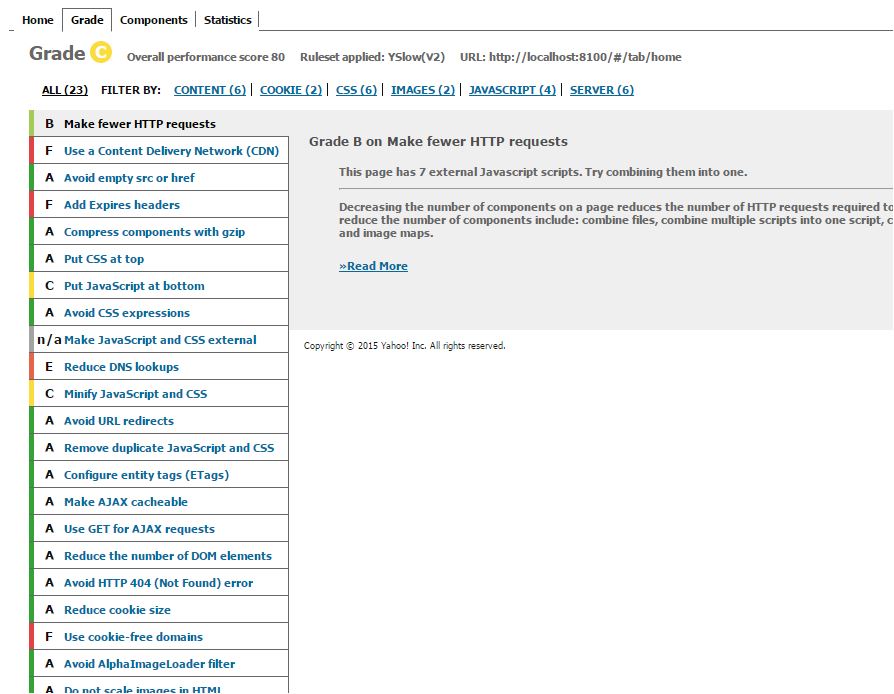 Home Grade Components Statistics
Grade C Overall performance score 80 Ruleset applied: YSlow(V2) URL: http://localhost:8100/#/tab/home
ALL (23) FILTER BY: CONTENT (6) COOKIE (2) CSS (6) IMAGES (2) JAVASCRIPT (4) SERVER (6)
B Make fewer HTTP requests
F Use a Content Delivery Network (CDN)
A Avoid empty src or href
F Add Expires headers
A Compress components with gzip
A Put CSS at top
C Put JavaScript at bottom
A Avoid CSS expressions
n/a Make JavaScript and CSS external
E Reduce DNS lookups
C Minify JavaScript and CSS
A Avoid URL redirects
A Remove duplicate JavaScript and CSS
A Configure entity tags (ETags)
A Make AJAX cacheable
A Use GET for AJAX requests
A Reduce the number of DOM elements
A Avoid HTTP 404 (Not Found) error
A Reduce cookie size
F Use cookie-free domains
A Avoid AlphaImageLoader filter
A Do not scale images in HTML
Grade B on Make fewer HTTP requests
This page has 7 external Javascript scripts. Try combining them into one.
Decreasing the number of components on a page reduces the number of HTTP requests required to
reduce the number of components include: combine files, combine multiple scripts into one script, c
and image maps.
»Read More
Copyright © 2015 Yahoo! Inc. All rights reserved.